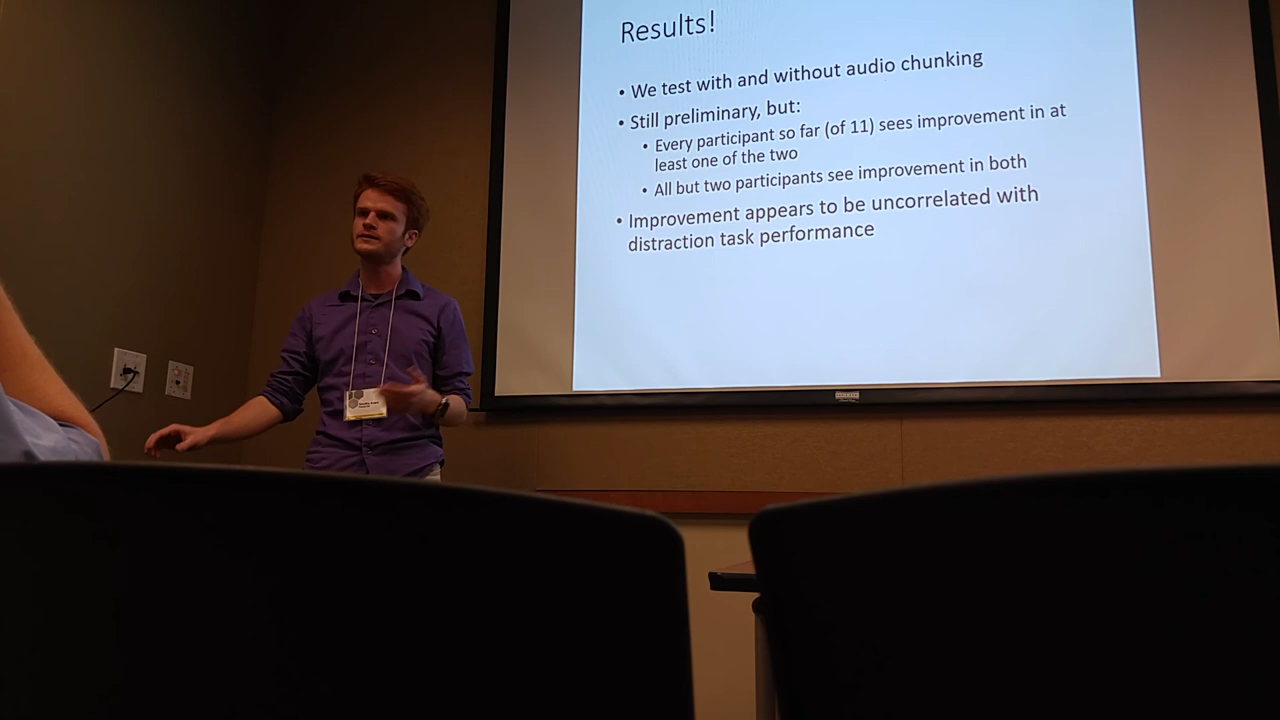 Results!
• We test with and without audio chunking
• Still preliminary, but:
• Every participant so far (of 11) sees improvement in at
least one of the two
• All but two participants see improvement in both
• Improvement appears to be uncorrelated with
distraction task performance